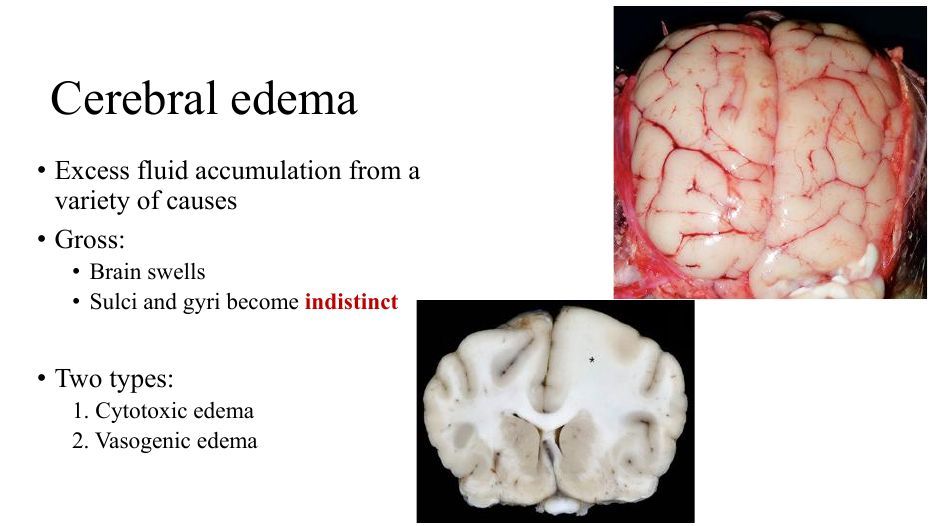 Cerebral edema
• Excess fluid accumulation from a
variety of causes
• Gross:
• Brain swells
• Sulci and gyri become indistinct
• Two types:
1. Cytotoxic edema
2. Vasogenic edema
*